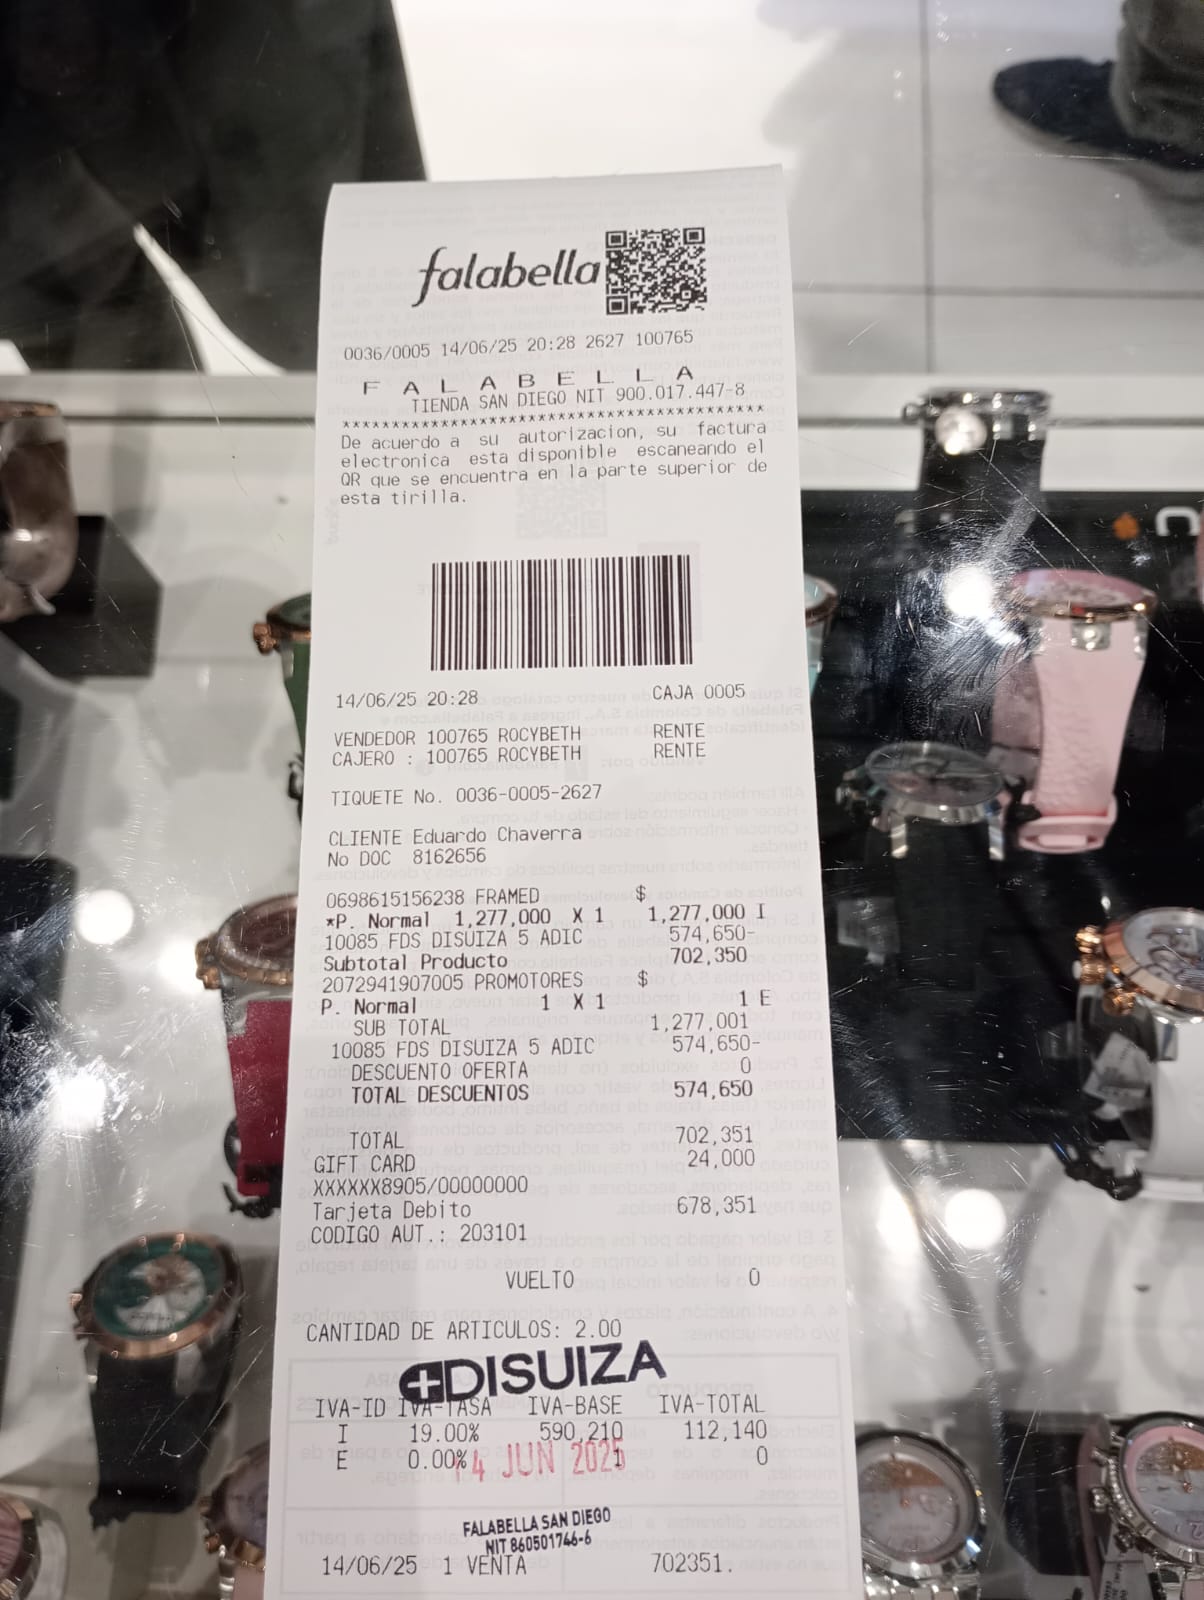 falabella
0036/0005 14/06/25 20:28 2627 100765
F A L A B E L L A
TIENDA SAN DIEGO NIT 900.017.447-8
*******************************************
De acuerdo a su autorizacion, su factura
electronica esta disponible escaneando el
QR que se encuentra en la parte superior de
esta tirilla.
14/06/25 20:28 CAJA 0005
VENDEDOR 100765 ROCYBETH RENTE
CAJERO : 100765 ROCYBETH RENTE
TIQUETE No. 0036-0005-2627
CLIENTE Eduardo Chaverra
No DOC 8162656
0698615156238 FRAMED $
*P. Normal 1,277,000 X 1 1,277,000 I
10085 FDS DISUIZA 5 ADIC 574,650-
Subtotal Producto 702,350
2072941907005 PROMOTORES $
P. Normal 1 X 1 1 E
SUB TOTAL 1,277,001
10085 FDS DISUIZA 5 ADIC 574,650-
DESCUENTO OFERTA 0
TOTAL DESCUENTOS 574,650
TOTAL 702,351
GIFT CARD 24,000
XXXXXX8905/00000000
Tarjeta Debito 678,351
CODIGO AUT.: 203101
VUELTO 0
CANTIDAD DE ARTICULOS: 2.00
DISUIZA
IVA-ID IVA-TASA IVA-BASE IVA-TOTAL
I 19.00% 590,210 112,140
E 0.00% 1 0
14 JUN 2025
FALABELLA SAN DIEGO
NIT 860501746-6
14/06/25 1 VENTA 702351.